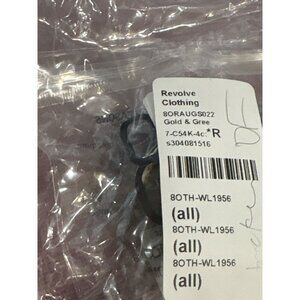 Revolve
Clothing
8ORAUGS022
Gold & Gree
7-C54K-4c.*R
s304081516
8OTH-WL1956
(all)
8OTH-WL1956
(all)
8OTH-WL1956
(all)